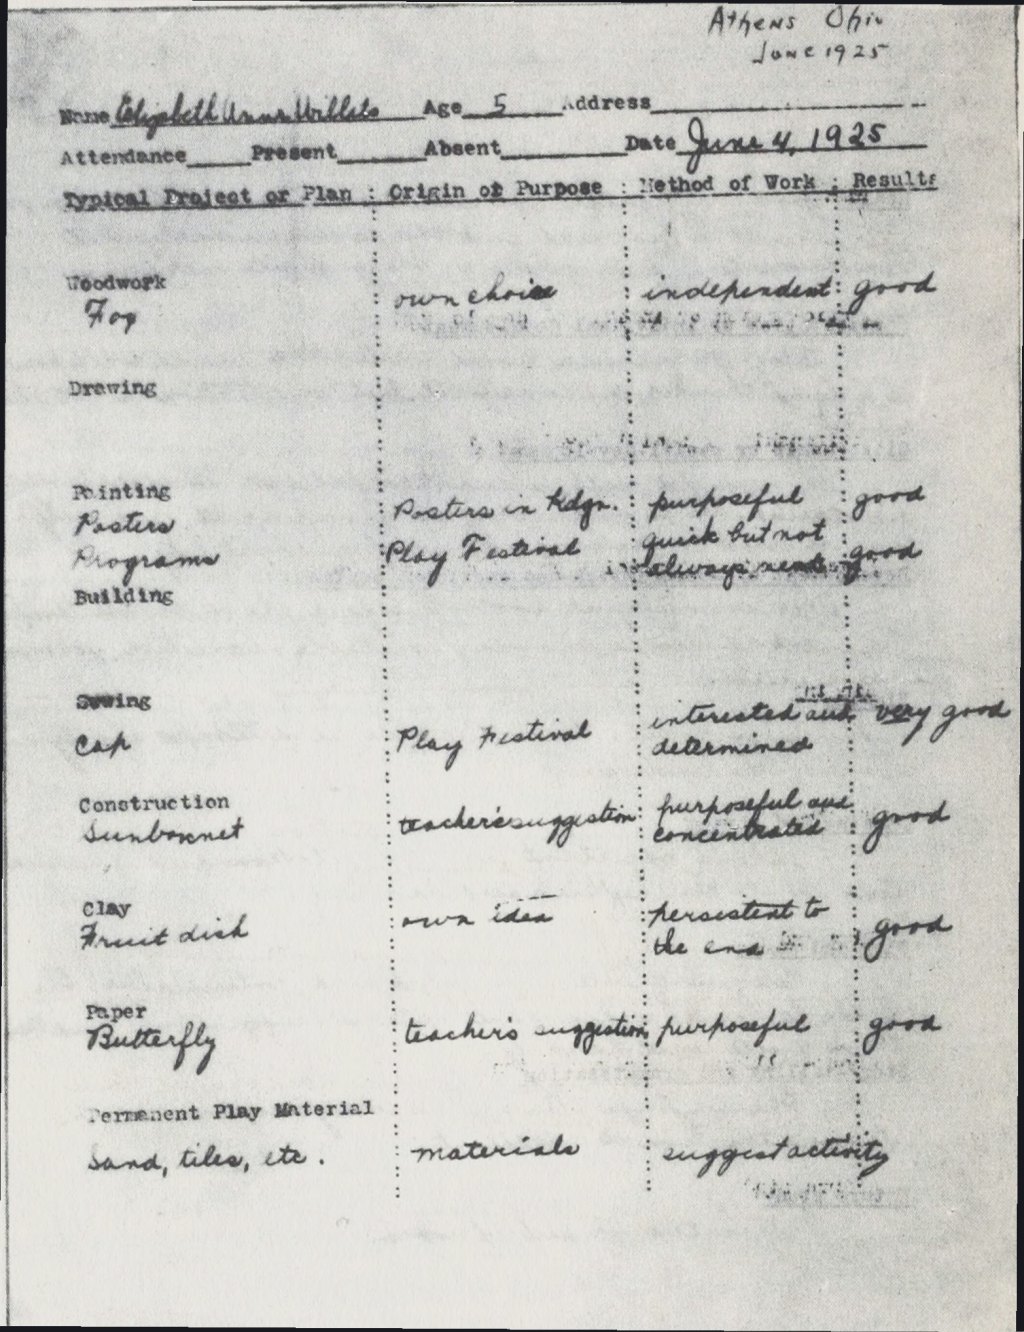 Athens Ohio
June 1925
Name Elizabeth Anne Willets Age 5 Address
Attendance Present Absent Date June 4, 1925
Typical Project or Plan : Origin of Purpose : Method of Work : Results
Woodwork
Toy own choice independent good
Drawing
Painting
Posters Posters in Kdgn. purposeful good
Programs Play Festival quick but not always neat good
Building
Sewing
Cap Play Festival interested and determined very good
Construction
Sunbonnet teacher's suggestion purposeful and concentrated good
Clay
Fruit dish own idea persistent to the end good
Paper
Butterfly teacher's suggestion purposeful good
Permanent Play Material
Sand, tiles, etc. materials suggest activity